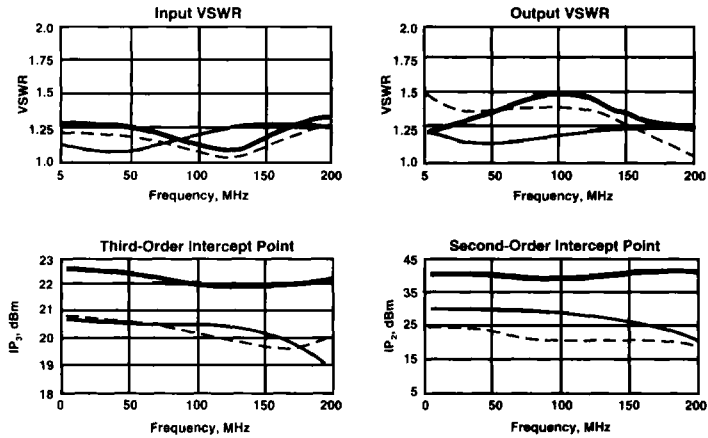 Input VSWR
2.0
1.75
1.5
1.25
1.0
VSWR
5 50 100 150 200
Frequency, MHz
Output VSWR
2.0
1.75
1.5
1.25
1.0
VSWR
5 50 100 150 200
Frequency, MHz
Third-Order Intercept Point
23
22
21
20
19
18
IP3, dBm
0 50 100 150 200
Frequency, MHz
Second-Order Intercept Point
45
35
25
15
5
IP2, dBm
0 50 100 150 200
Frequency, MHz